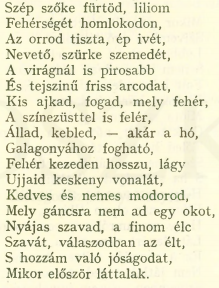 Szép szőke fürtöd, liliom
Fehérségét homlokodon,
Az orrod tiszta, ép ivét,
Nevető, szürke szemedét,
A virágnál is pirosabb
És tejszinű friss arcodat,
Kis ajkad, fogad, mely fehér,
A színezüsttel is felér,
Állad, kebled, — akár a hó,
Galagonyához fogható,
Fehér kezeden hosszu, lágy
Ujjaid keskeny vonalát,
Kedves és nemes modorod,
Mely gáncsra nem ad egy okot,
Nyájas szavad, a finom élc
Szavát, válaszodban az élt,
S hozzám való jóságodat,
Mikor először láttalak.